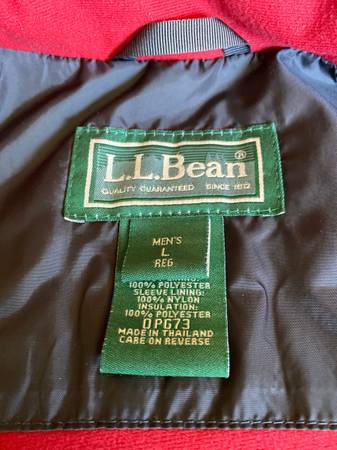 L.L.Bean®
QUALITY GUARANTEED SINCE 1912
MEN'S
L
REG
100% POLYESTER
SLEEVE LINING:
100% NYLON
INSULATION:
100% POLYESTER
OPG73
MADE IN THAILAND
CARE ON REVERSE